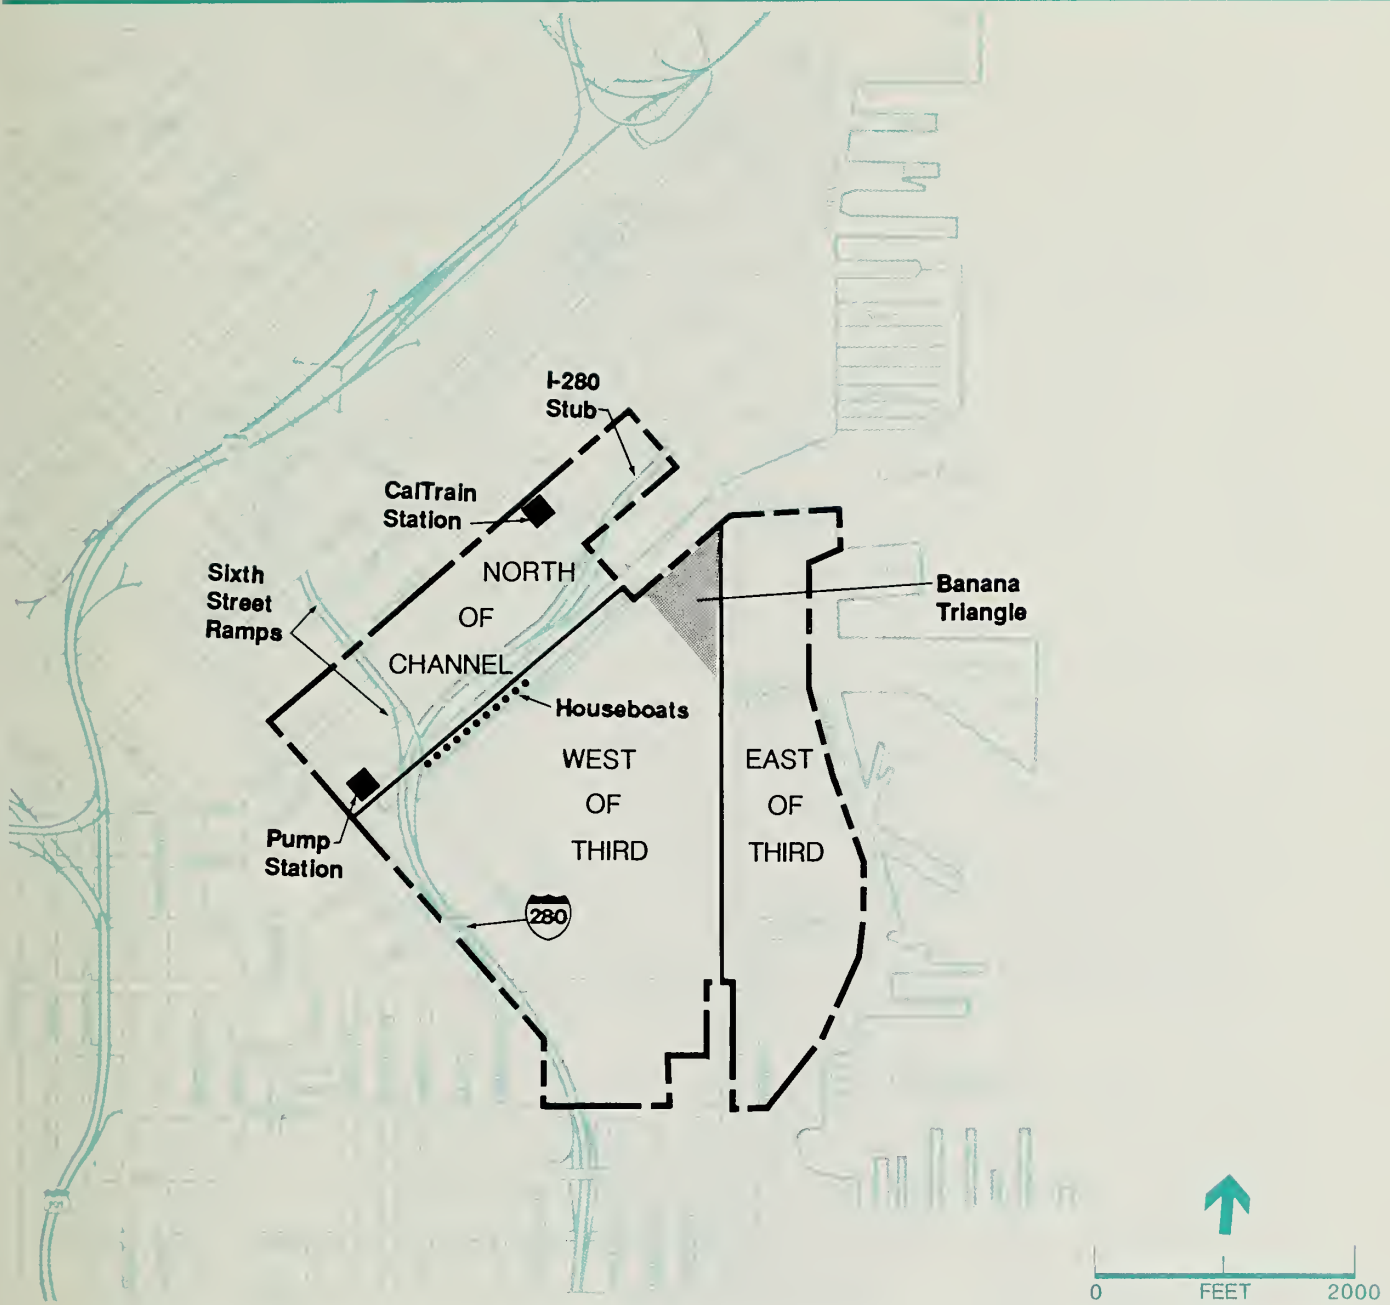 I-280
Stub
CalTrain
Station
NORTH
OF
CHANNEL
Sixth
Street
Ramps
Banana
Triangle
Houseboats
WEST
OF
THIRD
EAST
OF
THIRD
Pump
Station
280
0 FEET 2000